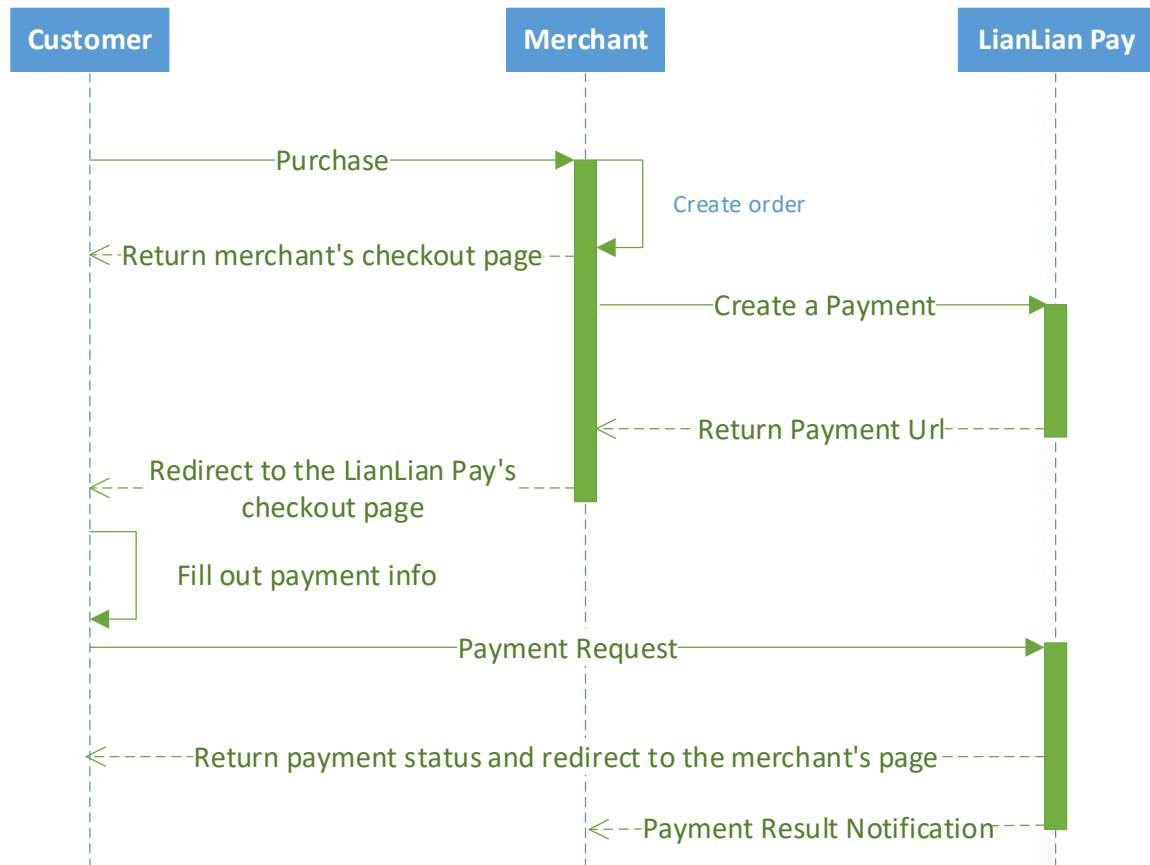 Customer
Merchant
LianLian Pay
Purchase
Create order
Return merchant's checkout page
Create a Payment
Return Payment Url
Redirect to the LianLian Pay's
checkout page
Fill out payment info
Payment Request
Return payment status and redirect to the merchant's page
Payment Result Notification